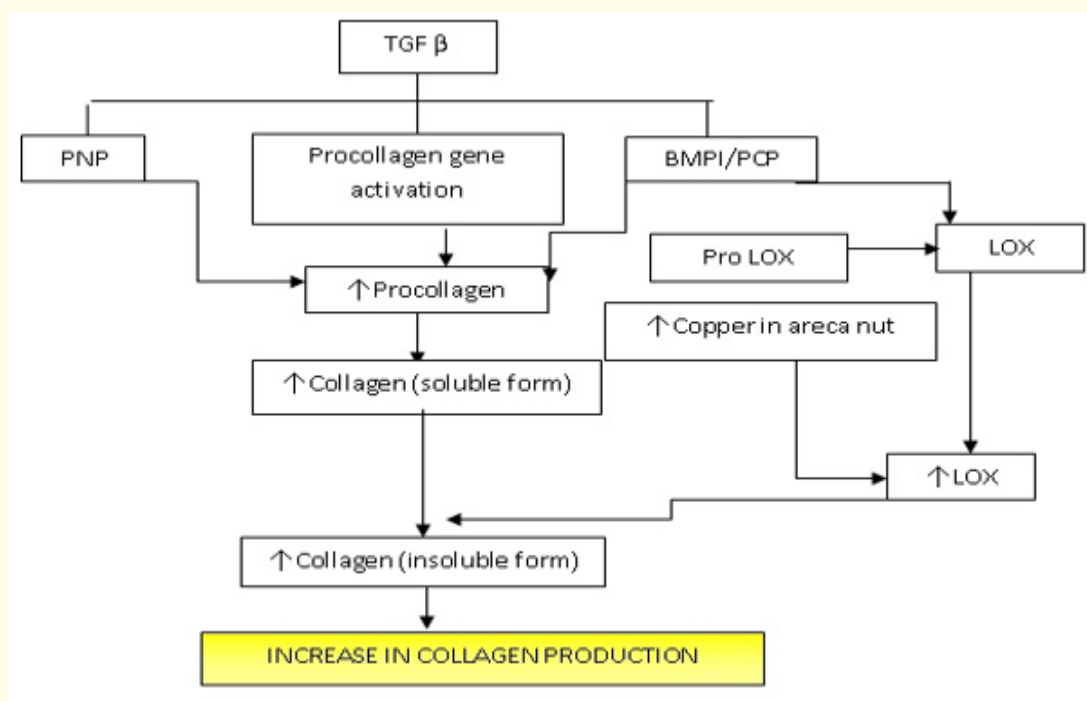 TGF β
PNP
Procollagen gene
activation
BMPI/PCP
Pro LOX
LOX
↑Procollagen
↑Copper in areca nut
↑Collagen (soluble form)
↑LOX
↑Collagen (insoluble form)
INCREASE IN COLLAGEN PRODUCTION